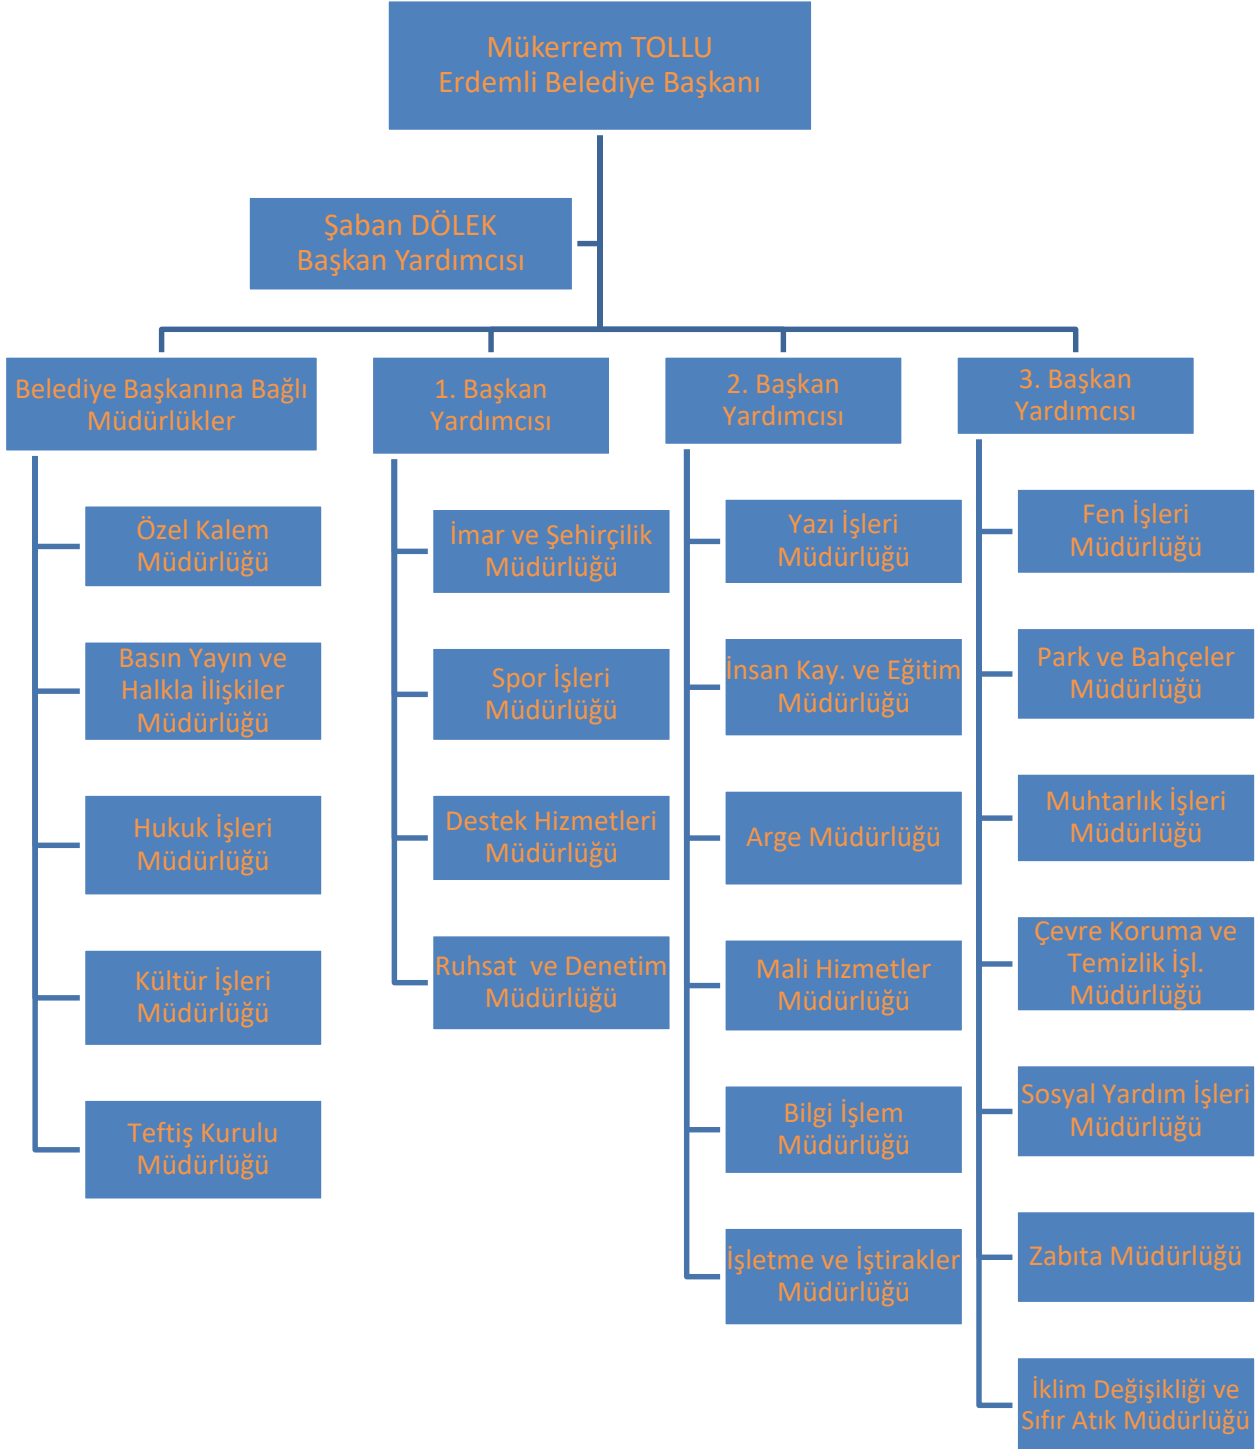 Mükerrem TOLLU
Erdemli Belediye Başkanı
Şaban DÖLEK
Başkan Yardımcısı
Belediye Başkanına Bağlı
Müdürlükler
Özel Kalem
Müdürlüğü
Basın Yayın ve
Halkla İlişkiler
Müdürlüğü
Hukuk İşleri
Müdürlüğü
Kültür İşleri
Müdürlüğü
Teftiş Kurulu
Müdürlüğü
1. Başkan
Yardımcısı
İmar ve Şehirçilik
Müdürlüğü
Spor İşleri
Müdürlüğü
Destek Hizmetleri
Müdürlüğü
Ruhsat ve Denetim
Müdürlüğü
2. Başkan
Yardımcısı
Yazı İşleri
Müdürlüğü
İnsan Kay. ve Eğitim
Müdürlüğü
Arge Müdürlüğü
Mali Hizmetler
Müdürlüğü
Bilgi İşlem
Müdürlüğü
İşletme ve İştirakler
Müdürlüğü
3. Başkan
Yardımcısı
Fen İşleri
Müdürlüğü
Park ve Bahçeler
Müdürlüğü
Muhtarlık İşleri
Müdürlüğü
Çevre Koruma ve
Temizlik İşl.
Müdürlüğü
Sosyal Yardım İşleri
Müdürlüğü
Zabıta Müdürlüğü
İklim Değişikliği ve
Sıfır Atık Müdürlüğü